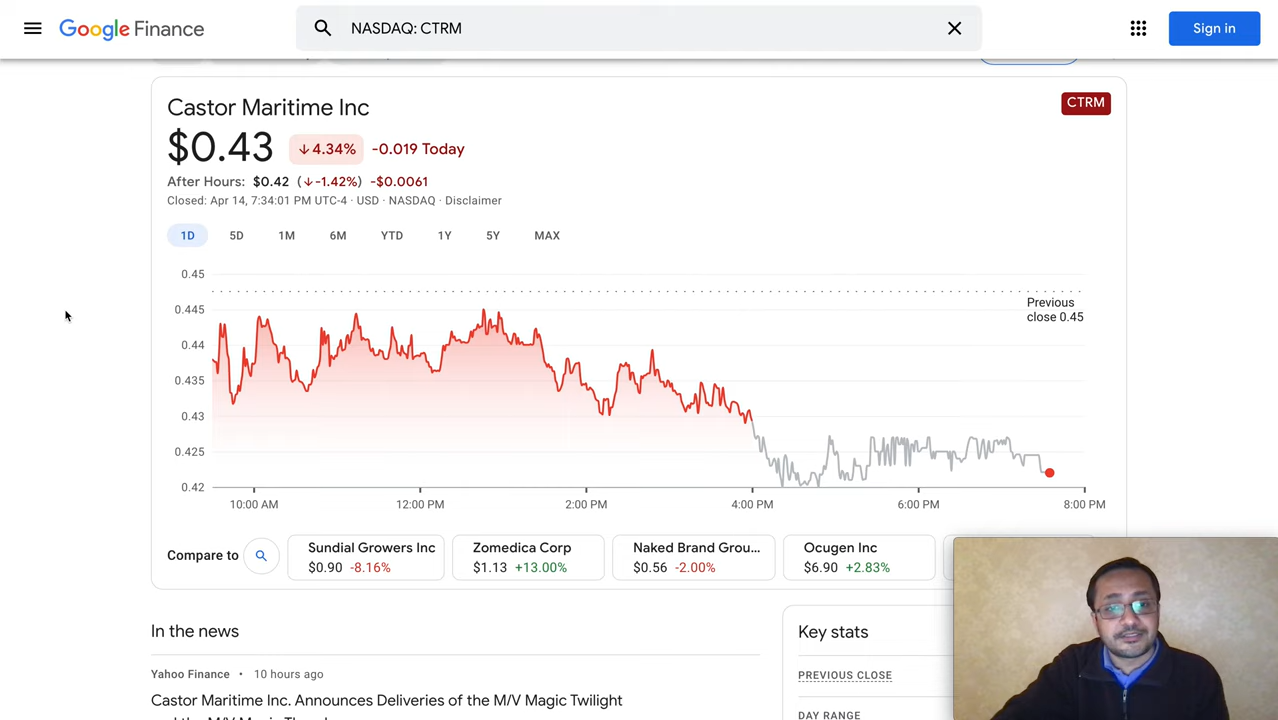 Google Finance
NASDAQ: CTRM
Sign in
Castor Maritime Inc
CTRM
$0.43 ↓4.34% -0.019 Today
After Hours: $0.42 (↓-1.42%) -$0.0061
Closed: Apr 14, 7:34:01 PM UTC-4 · USD · NASDAQ · Disclaimer
1D 5D 1M 6M YTD 1Y 5Y MAX
0.45
0.445
0.44
0.435
0.43
0.425
0.42
Previous
close 0.45
10:00 AM 12:00 PM 2:00 PM 4:00 PM 6:00 PM 8:00 PM
Compare to
Sundial Growers Inc
$0.90 -8.16%
Zomedica Corp
$1.13 +13.00%
Naked Brand Grou...
$0.56 -2.00%
Ocugen Inc
$6.90 +2.83%
In the news
Yahoo Finance • 10 hours ago
Castor Maritime Inc. Announces Deliveries of the M/V Magic Twilight
Key stats
PREVIOUS CLOSE
DAY RANGE